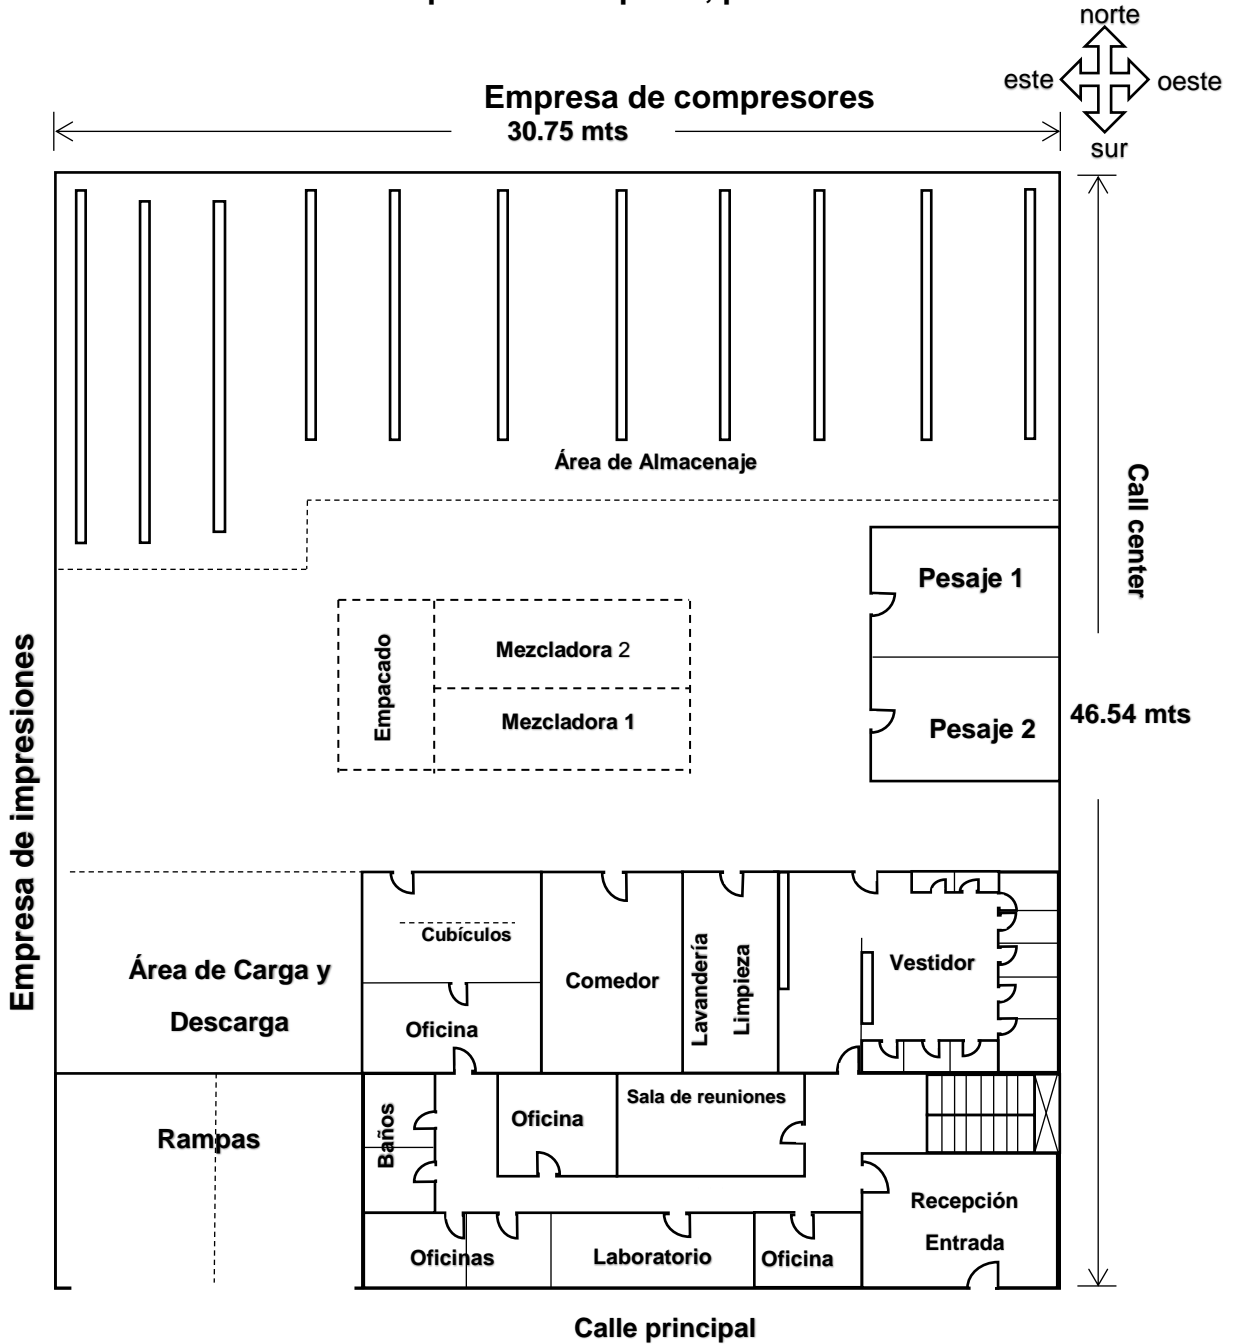 norte
este
oeste
sur
Empresa de compresores
30.75 mts
Área de Almacenaje
Call center
Pesaje 1
Mezcladora 2
Empacado
Mezcladora 1
Pesaje 2
46.54 mts
Empresa de impresiones
Cubículos
Comedor
Lavandería
Limpieza
Vestidor
Área de Carga y
Descarga
Oficina
Rampas
Baños
Oficina
Sala de reuniones
Recepción
Entrada
Oficinas
Laboratorio
Oficina
Calle principal